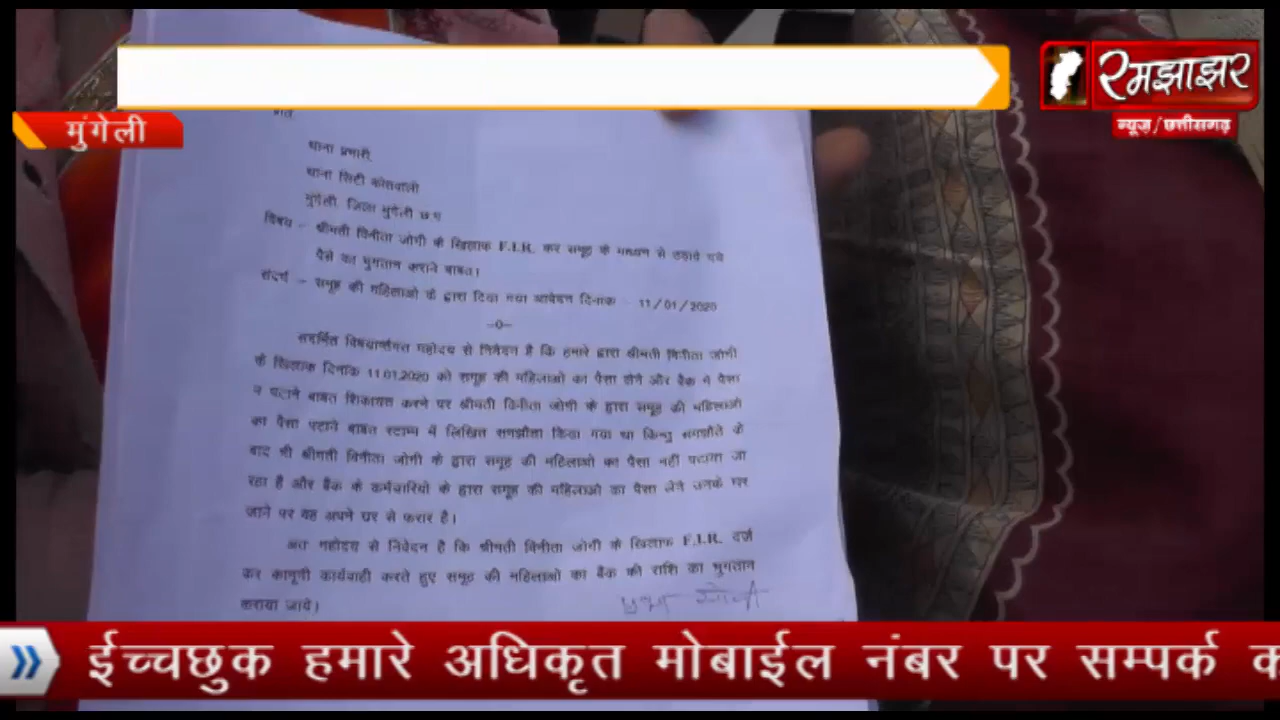 रमझाझर
न्यूज़/छत्तीसगढ़
मुंगेली
थाना प्रभारी,
थाना सिटी कोतवाली
मुंगेली, जिला मुंगेली छ.ग
विषय – श्रीमती विनीता जोगी के खिलाफ F.I.R. कर समूह के माध्यम से उठाये गये
पैसे का भुगतान कराने बाबत।
संदर्भ – समूह की महिलाओ के द्वारा दिया गया आवेदन दिनांक – 11/01/2020
–0–
संदर्भित विषयार्न्तगत महोदय से निवेदन है कि हमारे द्वारा श्रीमती विनीता जोगी
के खिलाफ दिनांक 11.01.2020 को समूह की महिलाओ का पैसा लेने और बैंक में पैसा
न पटाने बाबत शिकायत करने पर श्रीमती विनीता जोगी के द्वारा समूह की महिलाओ
का पैसा पटाने बाबत स्टाम्प में लिखित समझौता किया गया था किन्तु समझौते के
बाद भी श्रीमती विनीता जोगी के द्वारा समूह की महिलाओ का पैसा नहीं पटाया जा
रहा है और बैंक के कर्मचारियो के द्वारा समूह की महिलाओ का पैसा लेने उनके घर
जाने पर वह अपने घर से फरार है।
अतः महोदय से निवेदन है कि श्रीमती विनीता जोगी के खिलाफ F.I.R. दर्ज
कर कानूनी कार्यवाही करते हुए समूह की महिलाओ का बैंक की राशि का भुगतान
कराया जाये।
ईच्चछुक हमारे अधिकृत मोबाईल नंबर पर सम्पर्क क